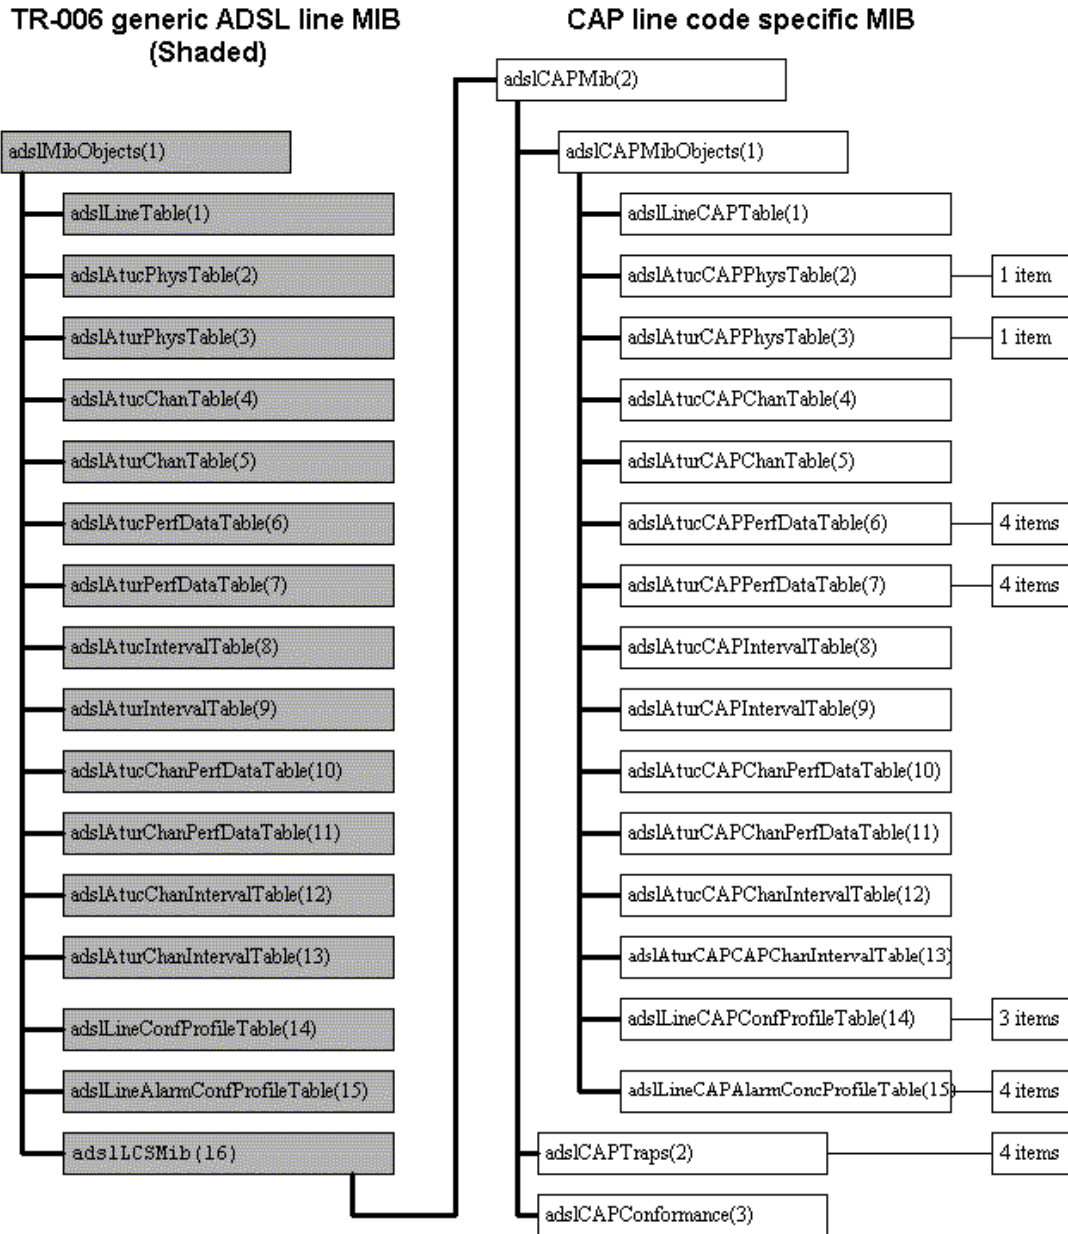 TR-006 generic ADSL line MIB
(Shaded)
adslMibObjects(1)
adslLineTable(1)
adslAtucPhysTable(2)
adslAturPhysTable(3)
adslAtucChanTable(4)
adslAturChanTable(5)
adslAtucPerfDataTable(6)
adslAturPerfDataTable(7)
adslAtucIntervalTable(8)
adslAturIntervalTable(9)
adslAtucChanPerfDataTable(10)
adslAturChanPerfDataTable(11)
adslAtucChanIntervalTable(12)
adslAturChanIntervalTable(13)
adslLineConfProfileTable(14)
adslLineAlarmConfProfileTable(15)
adslLCSMib(16)
CAP line code specific MIB
adslCAPMib(2)
adslCAPMibObjects(1)
adslLineCAPTable(1)
adslAtucCAPPhysTable(2)
1 item
adslAturCAPPhysTable(3)
1 item
adslAtucCAPChanTable(4)
adslAturCAPChanTable(5)
adslAtucCAPPerfDataTable(6)
4 items
adslAturCAPPerfDataTable(7)
4 items
adslAtucCAPIntervalTable(8)
adslAturCAPIntervalTable(9)
adslAtucCAPChanPerfDataTable(10)
adslAturCAPChanPerfDataTable(11)
adslAtucCAPChanIntervalTable(12)
adslAturCAPCAPChanIntervalTable(13)
adslLineCAPConfProfileTable(14)
3 items
adslLineCAPAlarmConcProfileTable(15)
4 items
adslCAPTraps(2)
4 items
adslCAPConformance(3)